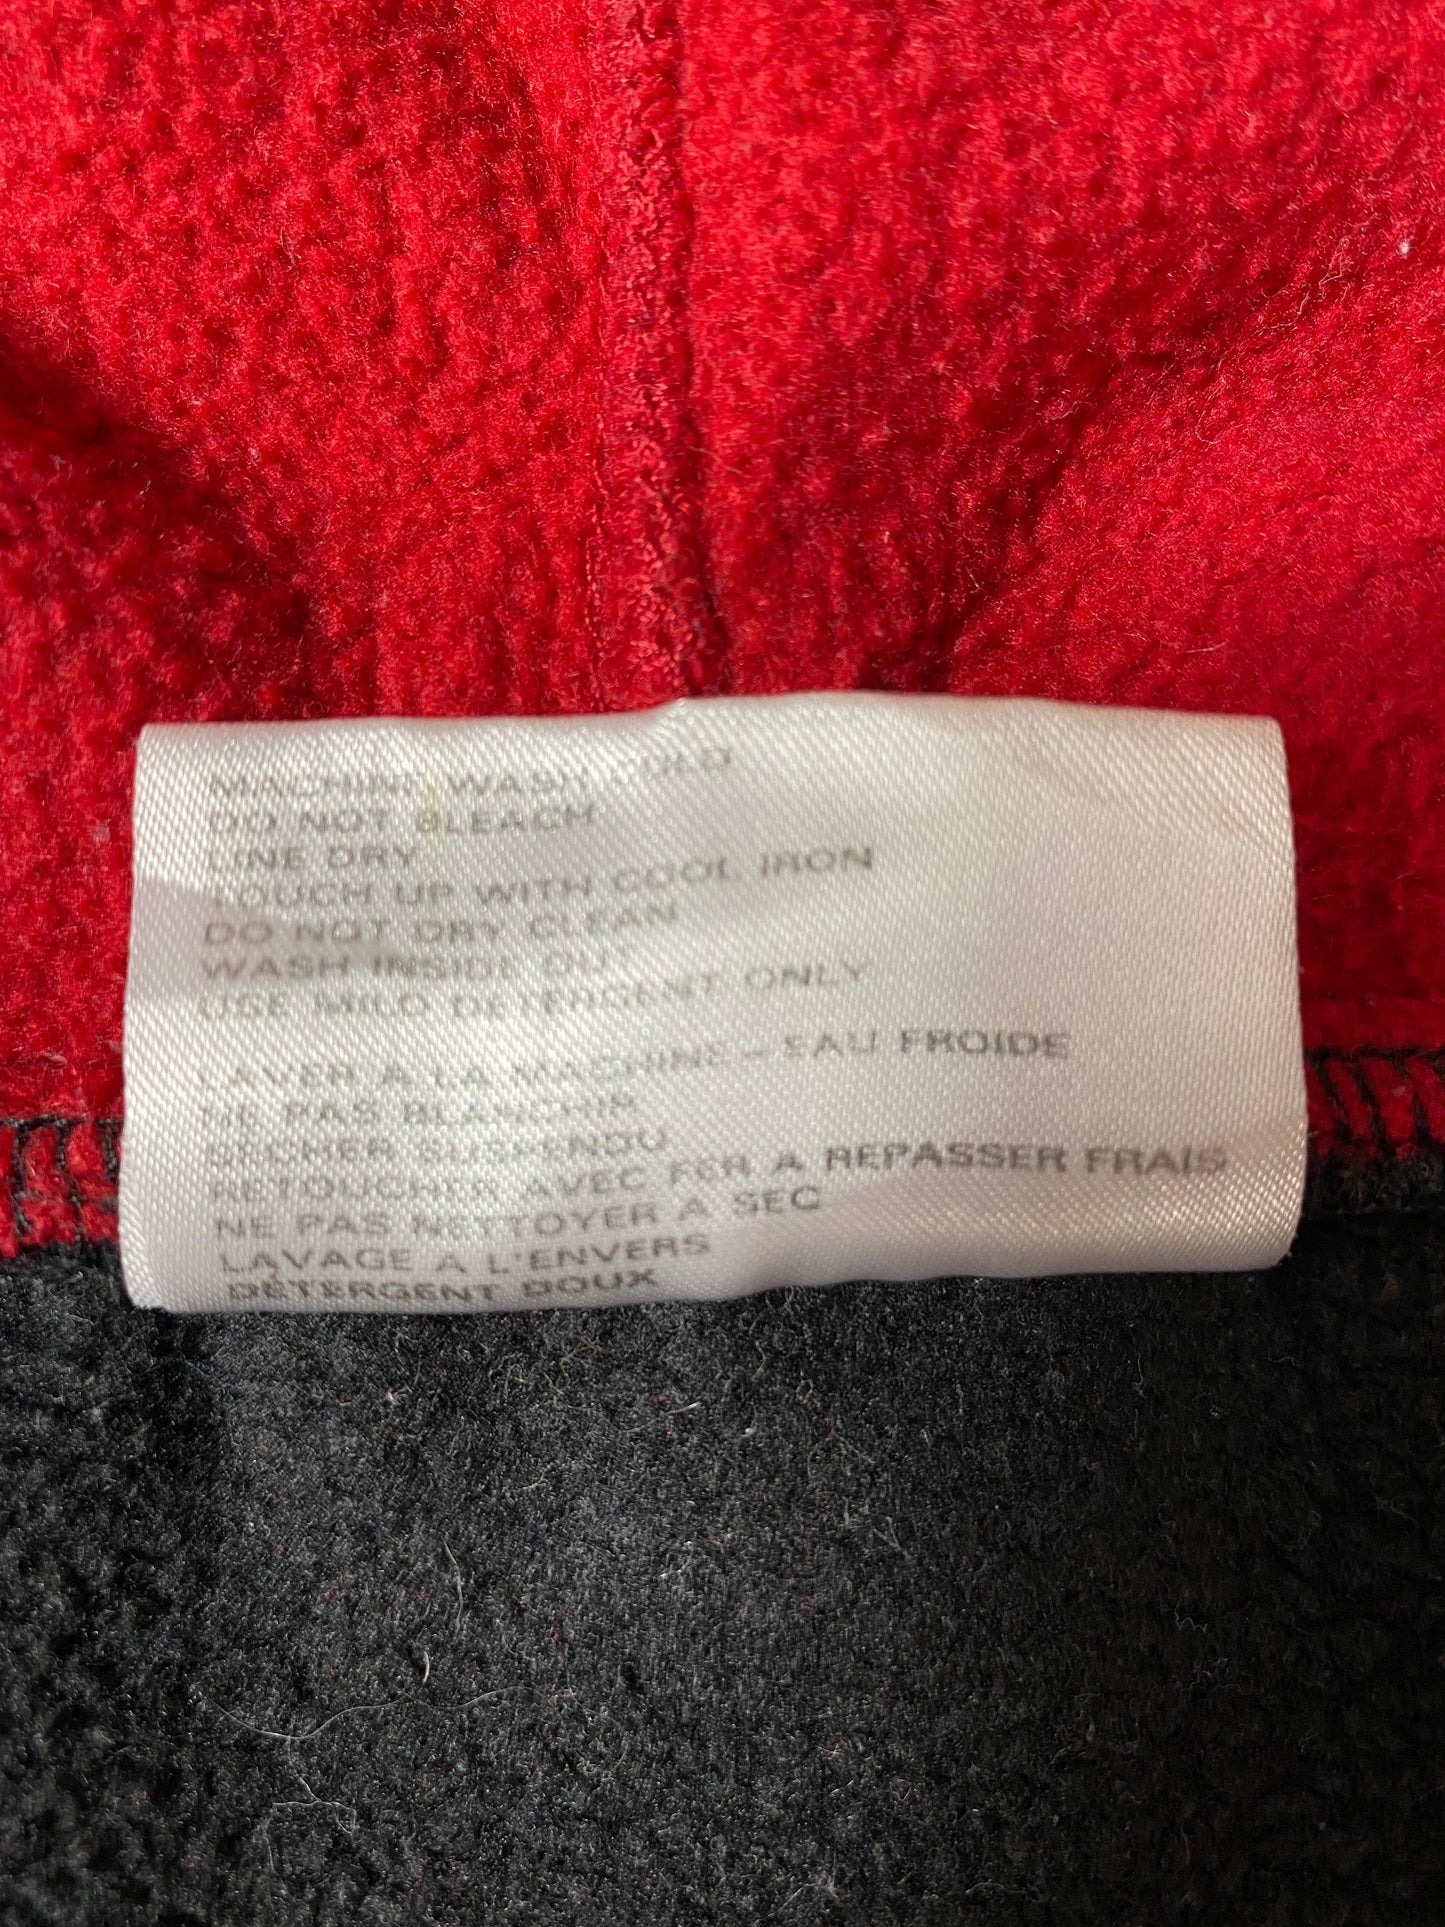 MACHINE WASH COLD
DO NOT BLEACH
LINE DRY
TOUCH UP WITH COOL IRON
DO NOT DRY CLEAN
WASH INSIDE OU
USE MILD DETERGENT ONLY
LAVER A LA MACHINE - EAU FROIDE
NE PAS BLANCHIR
SECHER SUSPENDU
RETOUCHER AVEC FER A REPASSER FRAIS
NE PAS NETTOYER A SEC
LAVAGE A L'ENVERS
DÉTERGENT DOUX